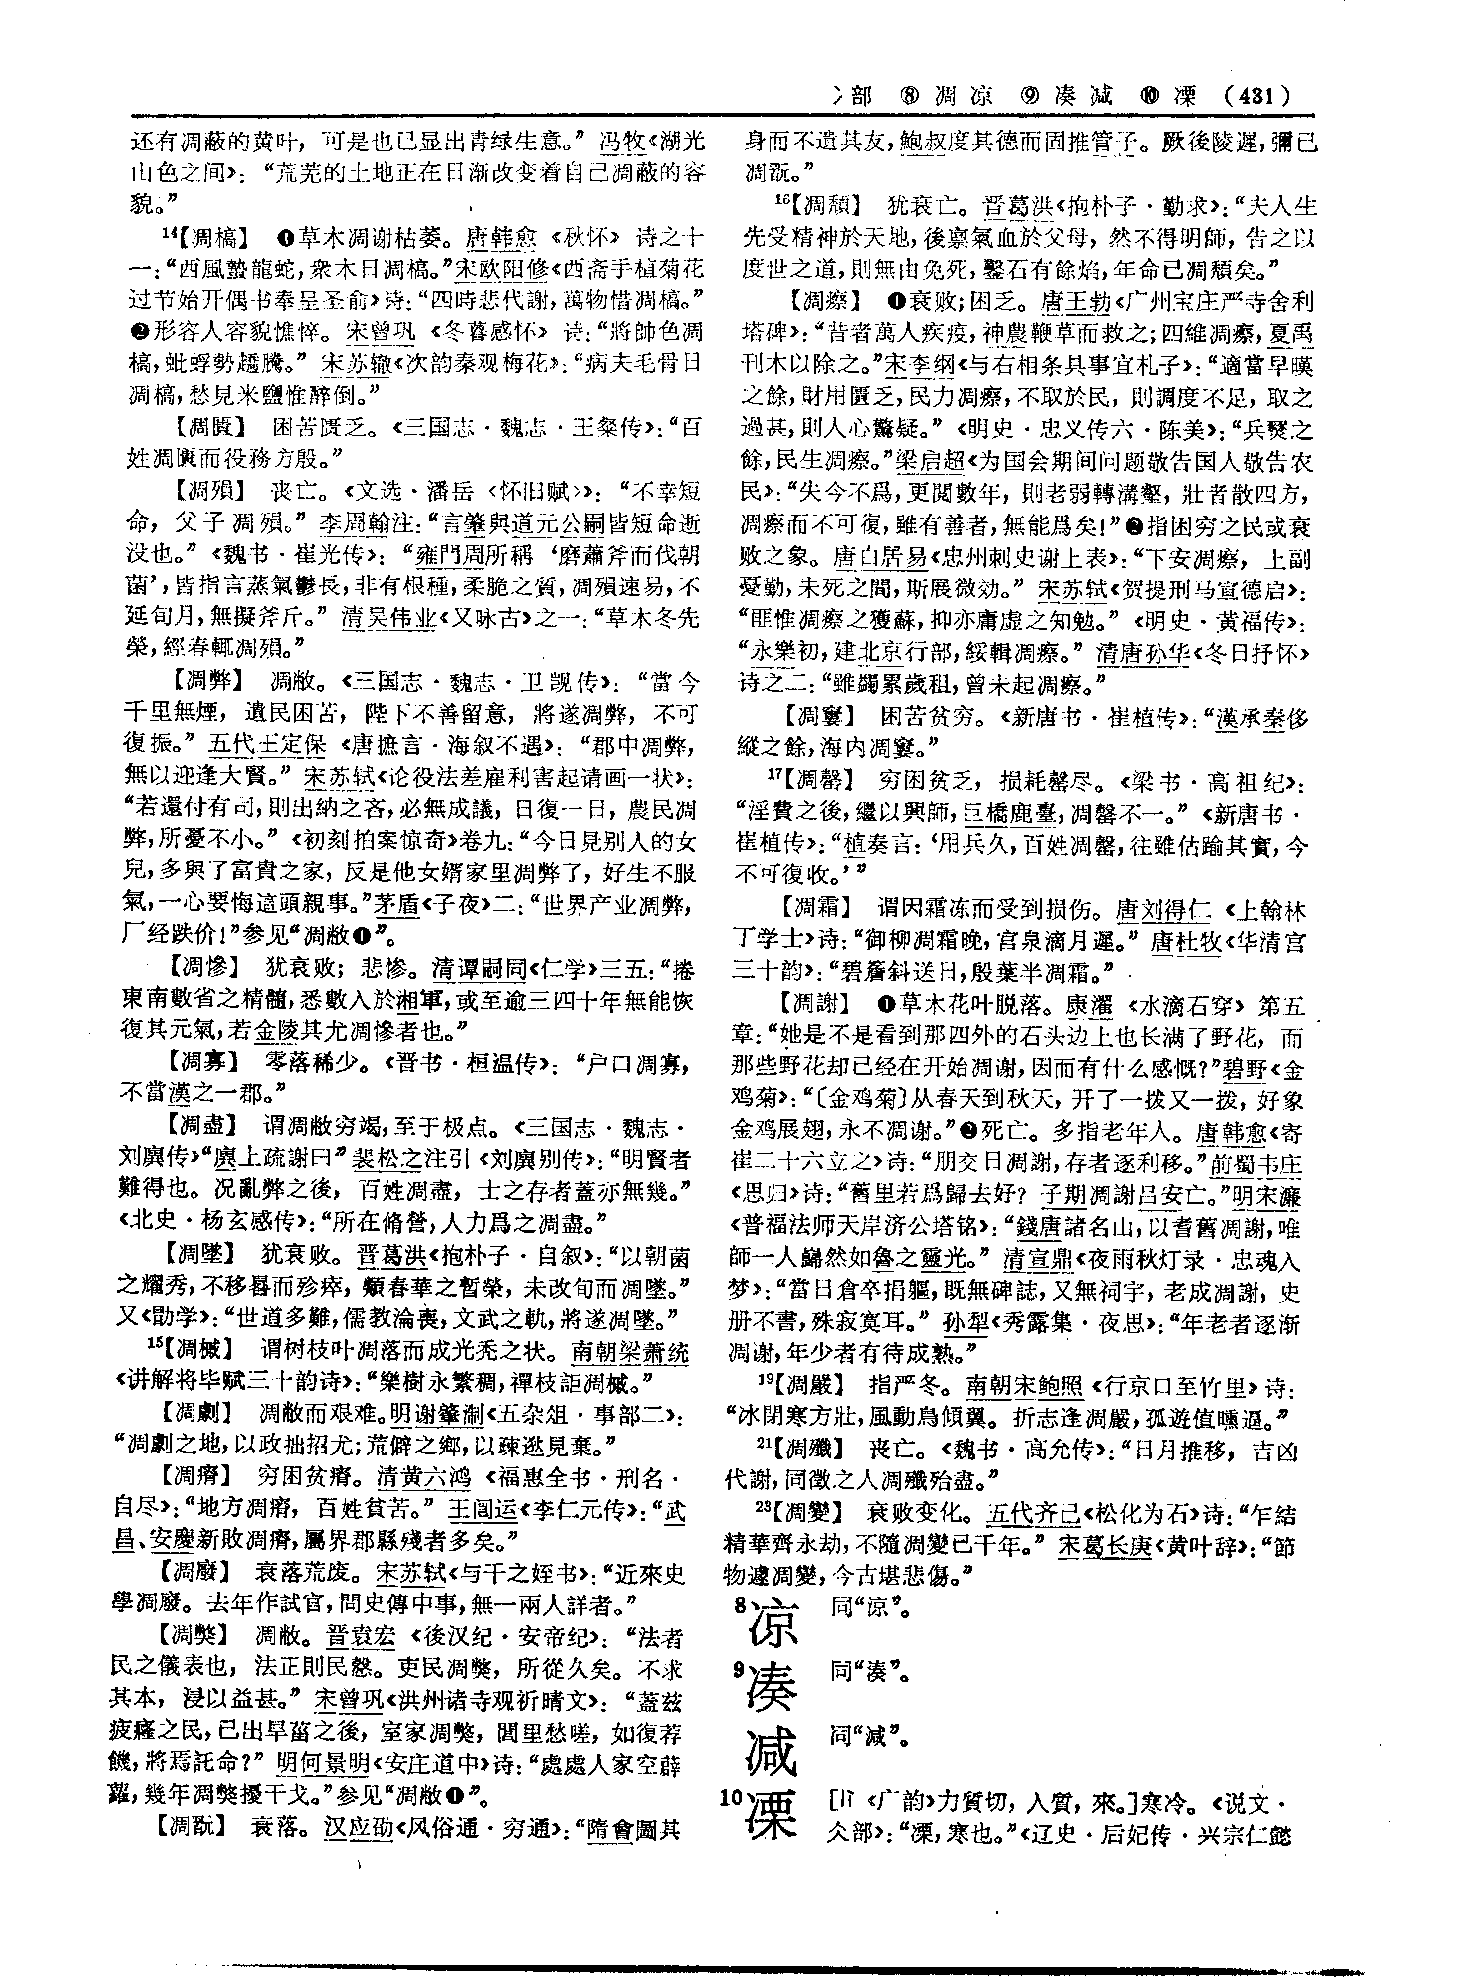 冫部 ⑧ 凋凉 ⑨ 凑减 ⑩ 凓 (431)
还有凋蔽的黄叶，可是也已显出青绿生意。” 冯牧《湖光
山色之间》：“荒芜的土地正在日渐改变着自己凋蔽的容
貌。”
14【凋槁】 ❶草木凋谢枯萎。唐韩愈《秋怀》诗之十
一：“西風蟄龍蛇，衆木日凋槁。”宋欧阳修《西斋手植菊花
过节始开偶书奉呈圣俞》诗：“四時悲代謝，萬物惜凋槁。”
❷形容人容貌憔悴。宋曾巩《冬暮感怀》诗：“將帥色凋
槁，蚍蜉勢趫騰。” 宋苏辙《次韵秦观梅花》：“病夫毛骨日
凋槁，愁見米鹽惟醉倒。”
【凋匱】 困苦匮乏。《三国志·魏志·王粲传》：“百
姓凋匱而役務方殷。”
【凋殞】 丧亡。《文选·潘岳〈怀旧赋〉》：“不幸短
命，父子凋殞。” 李周翰注：“言肇與道元公嗣皆短命逝
没也。”《魏书·崔光传》：“雍門周所稱‘磨蕭斧而伐朝
菌’，皆指言蒸氣鬱長，非有根種，柔脆之質，凋殞速易，不
延旬月，無擬斧斤。” 清吴伟业《又咏古》之一：“草木冬先
榮，經春輒凋殞。”
【凋弊】 凋敝。《三国志·魏志·卫觊传》：“當今
千里無煙，遺民困苦，陛下不善留意，將遂凋弊，不可
復振。” 五代王定保《唐摭言·海叙不遇》：“郡中凋弊，
無以迎逢大賢。” 宋苏轼《论役法差雇利害起请画一状》：
“若還付有司，則出納之吝，必無成議，日復一日，農民凋
弊，所憂不小。”《初刻拍案惊奇》卷九：“今日見别人的女
兒，多與了富貴之家，反是他女婿家里凋弊了，好生不服
氣，一心要悔這頭親事。”茅盾《子夜》二：“世界产业凋弊，
厂经跌价！”参见“凋敝❶”。
【凋慘】 犹衰败；悲惨。清谭嗣同《仁学》三五：“捲
東南數省之精髓，悉數入於湘軍，或至逾三四十年無能恢
復其元氣，若金陵其尤凋慘者也。”
【凋寡】 零落稀少。《晋书·桓温传》：“户口凋寡，
不當漢之一郡。”
【凋盡】 谓凋敝穷竭，至于极点。《三国志·魏志·
刘廙传》“廙上疏謝曰” 裴松之注引《刘廙别传》：“明賢者
難得也。况亂弊之後，百姓凋盡，士之存者蓋亦無幾。”
《北史·杨玄感传》：“所在脩營，人力爲之凋盡。”
【凋墜】 犹衰败。晋葛洪《抱朴子·自叙》：“以朝菌
之耀秀，不移晷而殄瘁，類春華之暫榮，未改旬而凋墜。”
又《勖学》：“世道多難，儒教淪喪，文武之軌，將遂凋墜。”
15【凋槭】 谓树枝叶凋落而成光秃之状。南朝梁萧统
《讲解将毕赋三十韵诗》：“樂樹永繁稠，禪枝詎凋槭。”
【凋劇】 凋敝而艰难。明谢肇淛《五杂俎·事部二》：
“凋劇之地，以政拙招尤；荒僻之鄉，以疎逖見棄。”
【凋瘠】 穷困贫瘠。清黄六鸿《福惠全书·刑名·
自尽》：“地方凋瘠，百姓貧苦。” 王闿运《李仁元传》：“武
昌、安慶新敗凋瘠，屬界郡縣殘者多矣。”
【凋廢】 衰落荒废。宋苏轼《与千之姪书》：“近來史
學凋廢。去年作試官，問史傳中事，無一兩人詳者。”
【凋獘】 凋敝。晋袁宏《後汉纪·安帝纪》：“法者
民之儀表也，法正則民慤。吏民凋獘，所從久矣。不求
其本，浸以益甚。” 宋曾巩《洪州诸寺观祈晴文》：“蓋兹
疲癃之民，已出旱菑之後，室家凋獘，閭里愁嗟，如復荐
饑，將焉託命？” 明何景明《安庄道中》诗：“處處人家空薜
蘿，幾年凋獘擾干戈。”参见“凋敝❶”。
【凋翫】 衰落。汉应劭《风俗通·穷通》：“隋會圖其
身而不遺其友，鮑叔度其德而固推管子。厥後陵遲，彌已
凋翫。”
16【凋頹】 犹衰亡。晋葛洪《抱朴子·勤求》：“夫人生
先受精神於天地，後禀氣血於父母，然不得明師，告之以
度世之道，則無由免死，鑿石有餘焰，年命已凋頹矣。”
【凋瘵】 ❶衰败；困乏。唐王勃《广州宝庄严寺舍利
塔碑》：“昔者萬人疾疫，神農鞭草而救之；四維凋瘵，夏禹
刊木以除之。”宋李纲《与右相条具事宜札子》：“適當旱暵
之餘，財用匱乏，民力凋瘵，不取於民，則調度不足，取之
過甚，則人心驚疑。”《明史·忠义传六·陈美》：“兵燹之
餘，民生凋瘵。”梁启超《为国会期间问题敬告国人敬告农
民》：“失今不爲，更閲數年，則老弱轉溝壑，壯者散四方，
凋瘵而不可復，雖有善者，無能爲矣！”❷指困穷之民或衰
败之象。唐白居易《忠州刺史谢上表》：“下安凋瘵，上副
憂勤，未死之間，斯展微効。” 宋苏轼《贺提刑马宣德启》：
“匪惟凋瘵之獲蘇，抑亦庸虚之知勉。”《明史·黄福传》：
“永樂初，建北京行部，綏輯凋瘵。” 清唐孙华《冬日抒怀》
诗之二：“雖蠲累歲租，曾未起凋瘵。”
【凋窶】 困苦贫穷。《新唐书·崔植传》：“漢承秦侈
縱之餘，海内凋窶。”
17【凋罄】 穷困贫乏，损耗罄尽。《梁书·高祖纪》：
“淫費之後，繼以興師，巨橋鹿臺，凋罄不一。”《新唐书·
崔植传》：“植奏言：‘用兵久，百姓凋罄，往雖估踰其實，今
不可復收。’”
【凋霜】 谓因霜冻而受到损伤。唐刘得仁《上翰林
丁学士》诗：“御柳凋霜晚，宫泉滴月遲。” 唐杜牧《华清宫
三十韵》：“碧簷斜送日，殷葉半凋霜。”
【凋謝】 ❶草木花叶脱落。康濯《水滴石穿》第五
章：“她是不是看到那四外的石头边上也长满了野花，而
那些野花却已经在开始凋谢，因而有什么感慨？”碧野《金
鸡菊》：“〔金鸡菊〕从春天到秋天，开了一拨又一拨，好象
金鸡展翅，永不凋谢。”❷死亡。多指老年人。唐韩愈《寄
崔二十六立之》诗：“朋交日凋謝，存者逐利移。”前蜀韦庄
《思归》诗：“舊里若爲歸去好？子期凋謝吕安亡。”明宋濂
《普福法师天岸济公塔铭》：“錢唐諸名山，以耆舊凋謝，唯
師一人巋然如魯之靈光。” 清宣鼎《夜雨秋灯录·忠魂入
梦》：“當日倉卒捐軀，既無碑誌，又無祠宇，老成凋謝，史
册不書，殊寂寞耳。” 孙犁《秀露集·夜思》：“年老者逐渐
凋谢，年少者有待成熟。”
19【凋嚴】 指严冬。南朝宋鲍照《行京口至竹里》诗：
“冰閉寒方壯，風動鳥傾翼。折志逢凋嚴，孤遊值曛逼。”
21【凋殲】 丧亡。《魏书·高允传》：“日月推移，吉凶
代謝，同徵之人凋殲殆盡。”
23【凋變】 衰败变化。五代齐己《松化为石》诗：“乍結
精華齊永劫，不隨凋變已千年。” 宋葛长庚《黄叶辞》：“節
物遽凋變，今古堪悲傷。”
8凉 同“涼”。
9凑 同“湊”。
减 同“減”。
10凓 [lì 《广韵》力質切，入質，來。]寒冷。《说文·
仌部》：“凓，寒也。”《辽史·后妃传·兴宗仁懿